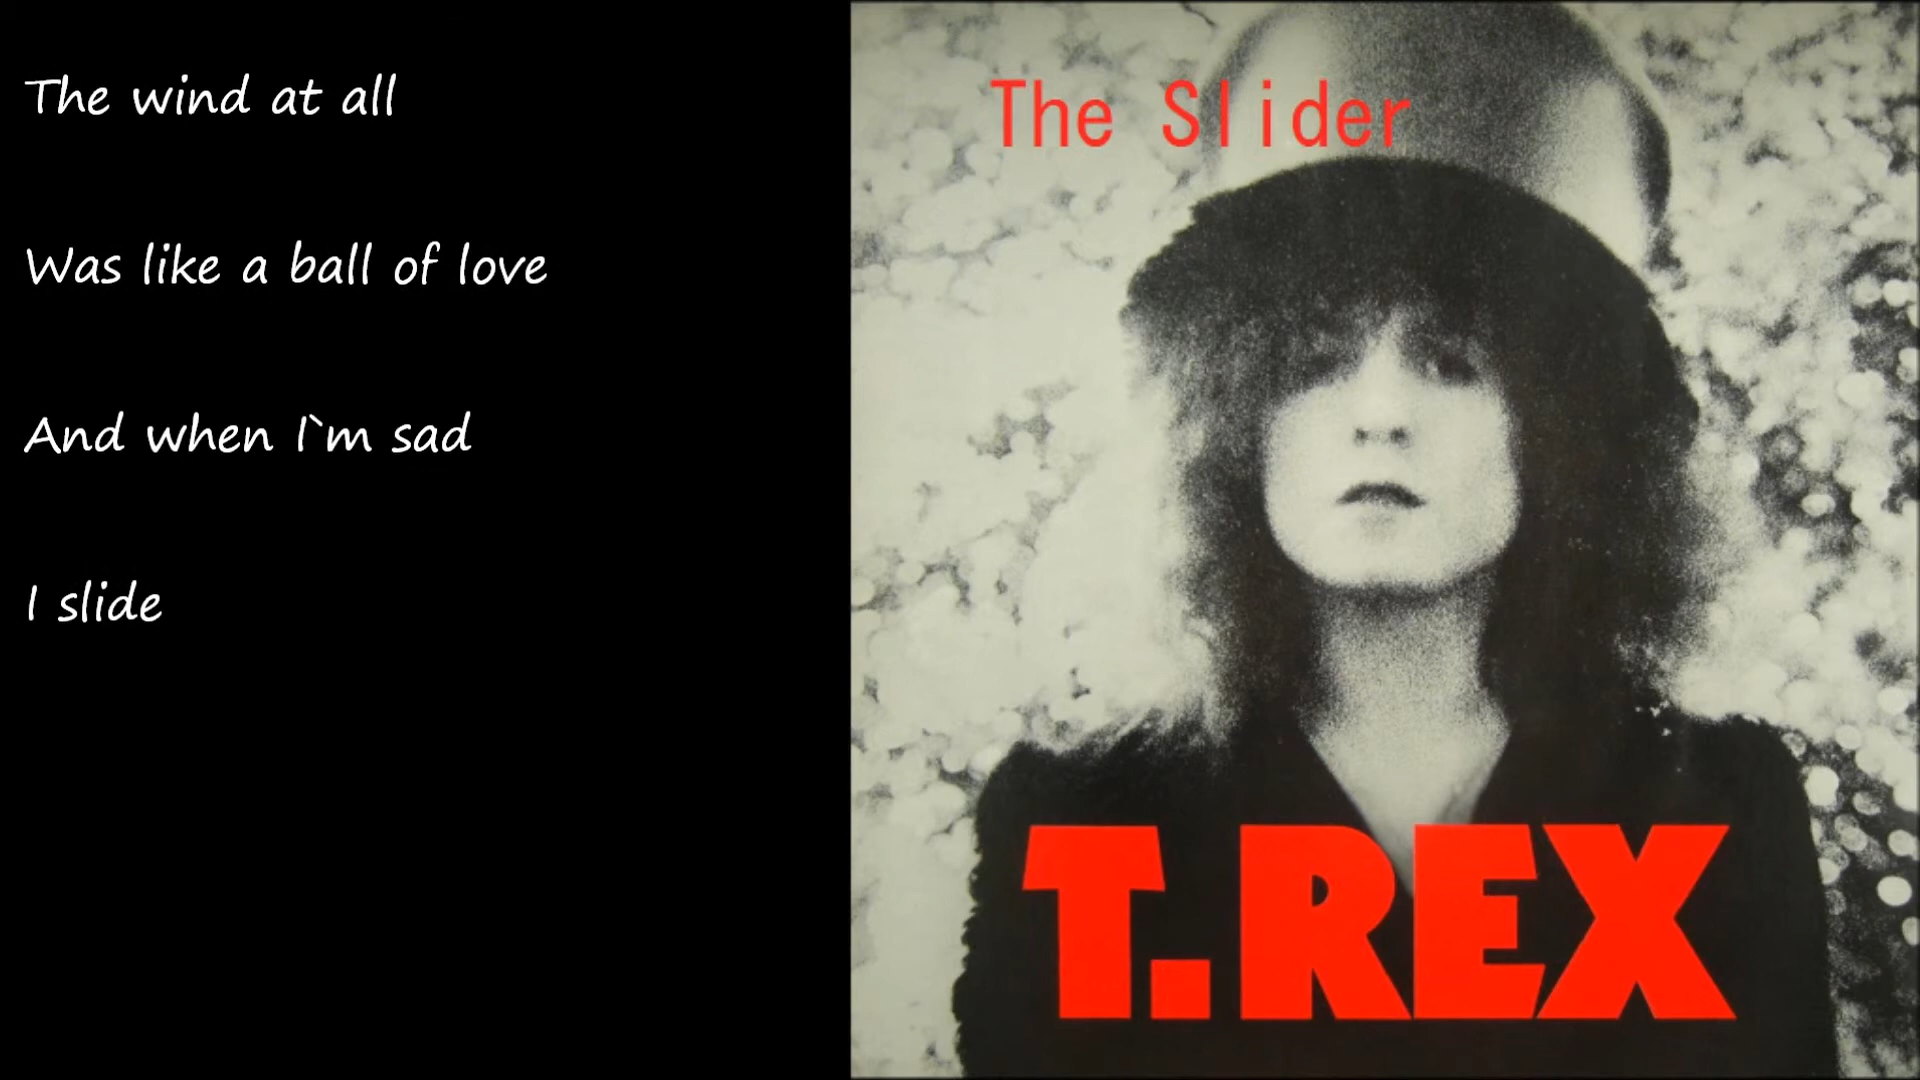 The wind at all
Was like a ball of love
And when I`m sad
I slide
The Slider
T.REX